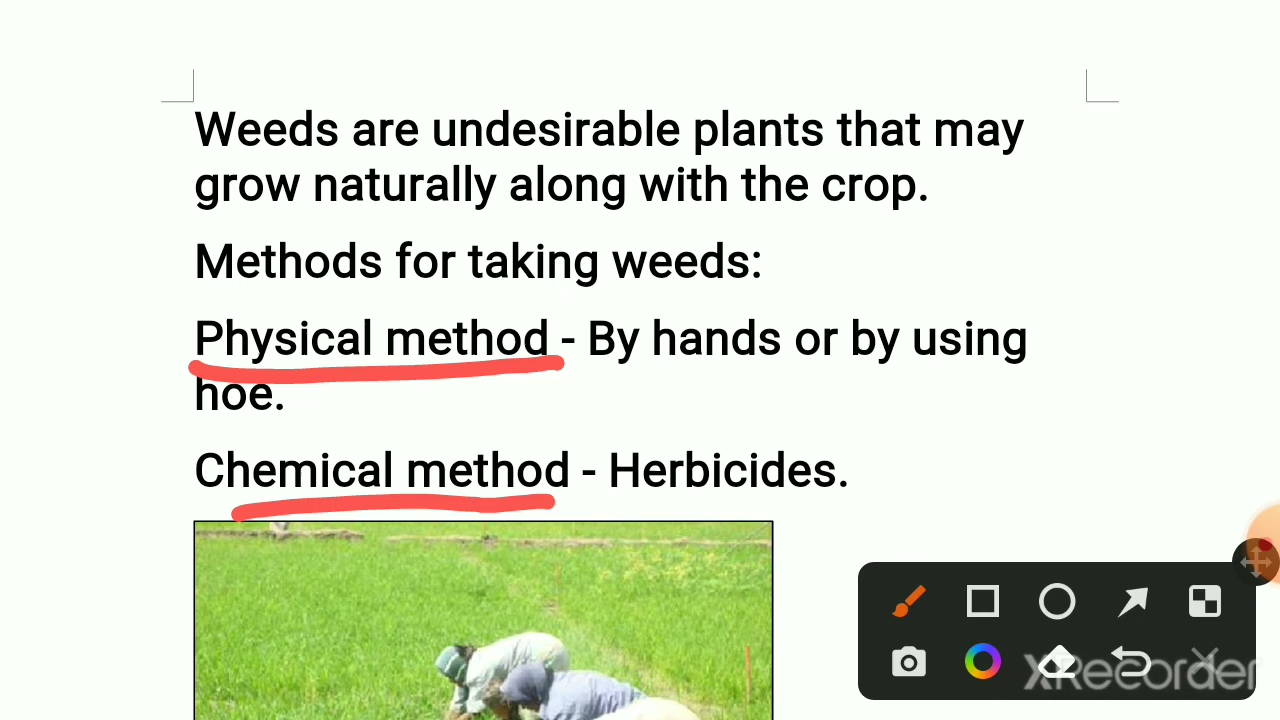 Weeds are undesirable plants that may
grow naturally along with the crop.
Methods for taking weeds:
Physical method - By hands or by using
hoe.
Chemical method - Herbicides.
XRecorder